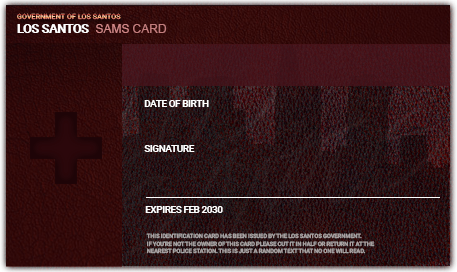 GOVERNMENT OF LOS SANTOS
LOS SANTOS SAMS CARD
DATE OF BIRTH
SIGNATURE
EXPIRES FEB 2030
THIS IDENTIFICATION CARD HAS BEEN ISSUED BY THE LOS SANTOS GOVERNMENT.
IF YOU'RE NOT THE OWNER OF THIS CARD PLEASE CUT IT IN HALF OR RETURN IT AT THE
NEAREST POLICE STATION. THIS IS JUST A RANDOM TEXT THAT NO ONE WILL READ.